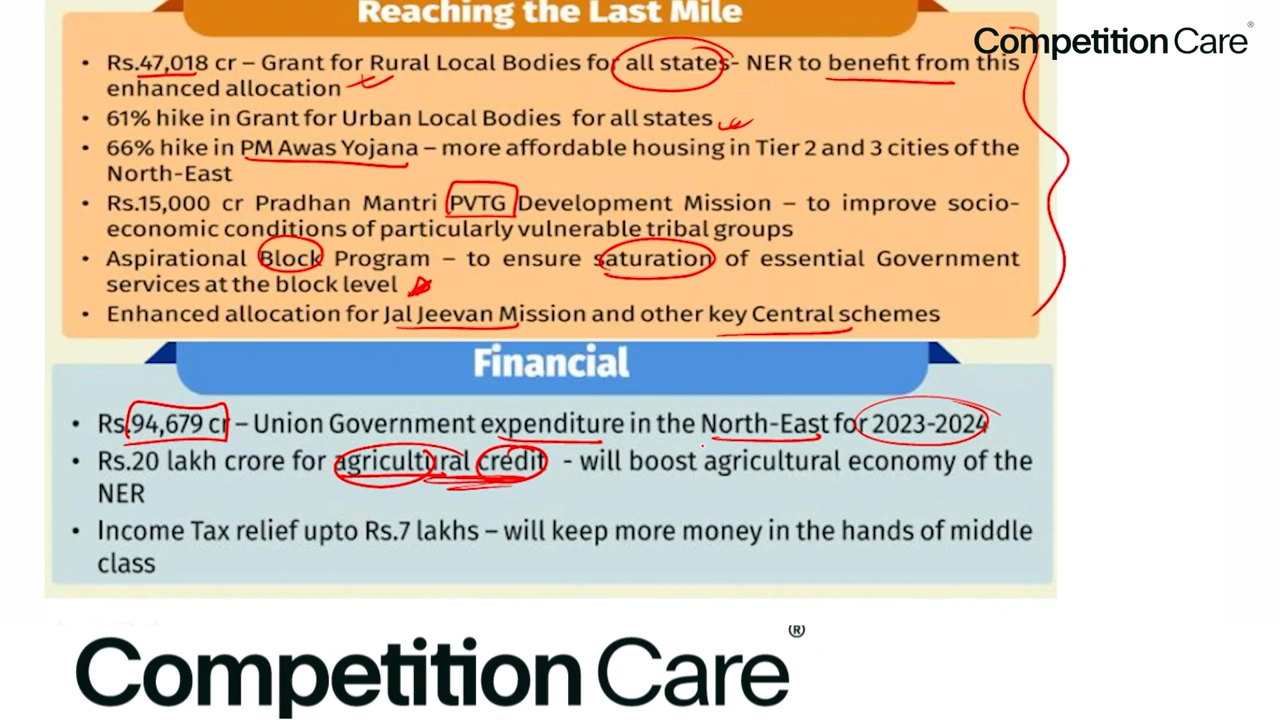 Reaching the Last Mile
Competition Care®
• Rs.47,018 cr – Grant for Rural Local Bodies for all states- NER to benefit from this
enhanced allocation
• 61% hike in Grant for Urban Local Bodies for all states
• 66% hike in PM Awas Yojana – more affordable housing in Tier 2 and 3 cities of the
North-East
• Rs.15,000 cr Pradhan Mantri PVTG Development Mission – to improve socio-
economic conditions of particularly vulnerable tribal groups
• Aspirational Block Program – to ensure saturation of essential Government
services at the block level
• Enhanced allocation for Jal Jeevan Mission and other key Central schemes
Financial
• Rs.94,679 cr – Union Government expenditure in the North-East for 2023-2024
• Rs.20 lakh crore for agricultural credit - will boost agricultural economy of the
NER
• Income Tax relief upto Rs.7 lakhs – will keep more money in the hands of middle
class
Competition Care®